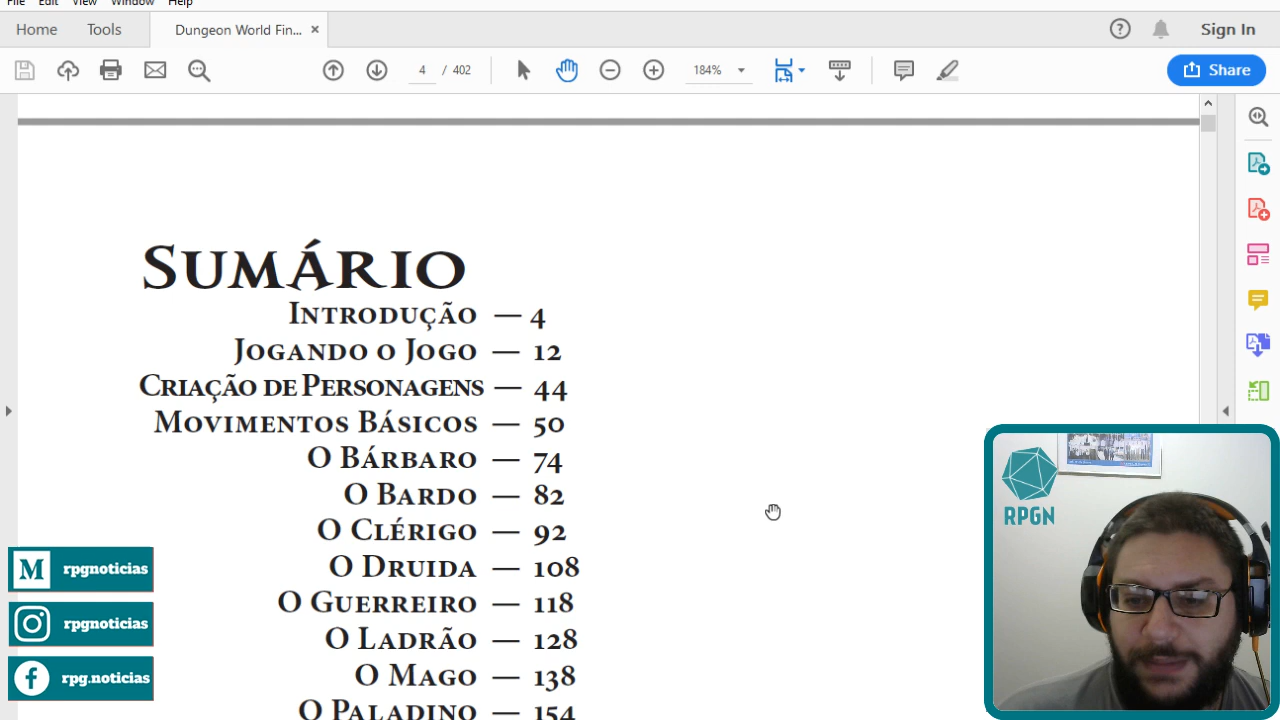 File Edit View Window Help
Home Tools Dungeon World Fin... × Sign In
4 / 402 184% Share
SUMÁRIO
INTRODUÇÃO — 4
JOGANDO O JOGO — 12
CRIAÇÃO DE PERSONAGENS — 44
MOVIMENTOS BÁSICOS — 50
O BÁRBARO — 74
O BARDO — 82
O CLÉRIGO — 92
O DRUIDA — 108
O GUERREIRO — 118
O LADRÃO — 128
O MAGO — 138
O PALADINO — 154
M rpgnoticias
rpgnoticias
rpg.noticias
RPGN